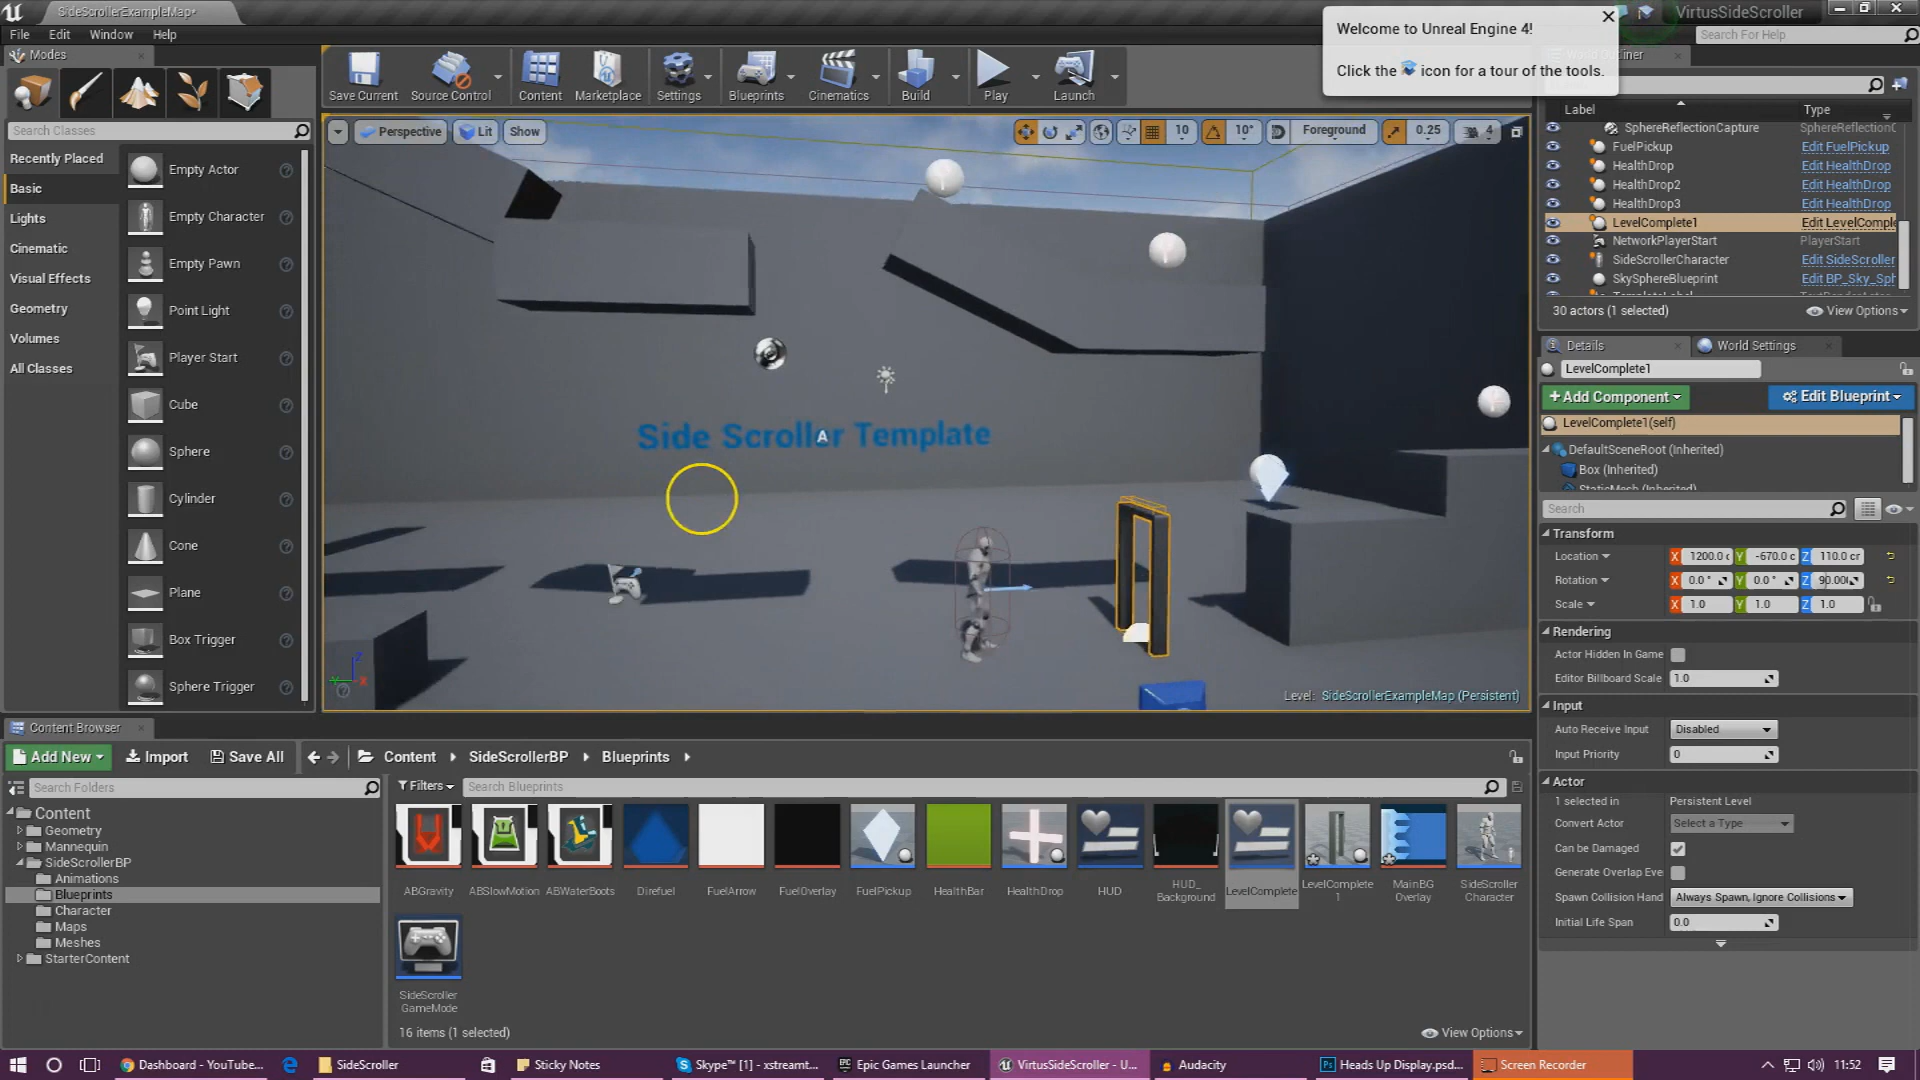 SideScrollerExampleMap*
VirtusSideScroller
File Edit Window Help
Search For Help
Welcome to Unreal Engine 4!
Click the icon for a tour of the tools.
Modes
Save Current Source Control Content Marketplace Settings Blueprints Cinematics Build Play Launch
World Outliner
Search Classes
Recently Placed
Basic
Lights
Cinematic
Visual Effects
Geometry
Volumes
All Classes
Empty Actor
Empty Character
Empty Pawn
Point Light
Player Start
Cube
Sphere
Cylinder
Cone
Plane
Box Trigger
Sphere Trigger
Perspective Lit Show
10 10° Foreground 0.25 4
Side Scroller Template
Level: SideScrollerExampleMap (Persistent)
Label Type
SphereReflectionCapture SphereReflectionC
FuelPickup Edit FuelPickup
HealthDrop Edit HealthDrop
HealthDrop2 Edit HealthDrop
HealthDrop3 Edit HealthDrop
LevelComplete1 Edit LevelComple
NetworkPlayerStart PlayerStart
SideScrollerCharacter Edit SideScroller
SkySphereBlueprint Edit BP_Sky_Sph
30 actors (1 selected) View Options
Details World Settings
LevelComplete1
Add Component Edit Blueprint
LevelComplete1(self)
DefaultSceneRoot (Inherited)
Box (Inherited)
StaticMesh (Inherited)
Search
Transform
Location X 1200.0 c Y -670.0 c Z 110.0 cr
Rotation X 0.0 ° Y 0.0 ° Z 90.00
Scale X 1.0 Y 1.0 Z 1.0
Rendering
Actor Hidden In Game
Editor Billboard Scale 1.0
Input
Auto Receive Input Disabled
Input Priority 0
Actor
1 selected in Persistent Level
Convert Actor Select a Type
Can be Damaged
Generate Overlap Eve
Spawn Collision Hand Always Spawn, Ignore Collisions
Initial Life Span 0.0
Content Browser
Add New Import Save All Content SideScrollerBP Blueprints
Search Folders
Filters Search Blueprints
Content
Geometry
Mannequin
SideScrollerBP
Animations
Blueprints
Character
Maps
Meshes
StarterContent
ABGravity ABSlowMotion ABWaterBoots Direfuel FuelArrow FuelOverlay FuelPickup HealthBar HealthDrop HUD HUD_ Background LevelComplete LevelComplete 1 MainBG Overlay SideScroller Character
SideScroller
GameMode
16 items (1 selected) View Options
Dashboard - YouTube... SideScroller Sticky Notes Skype™ [1] - xstreamt... Epic Games Launcher VirtusSideScroller - U... Audacity Heads Up Display.psd... Screen Recorder 11:52